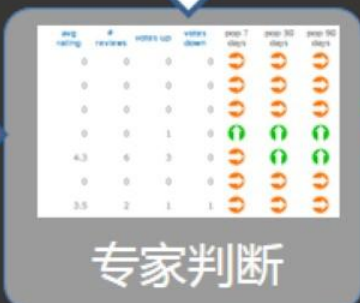 avg rating # reviews votes up votes down pop 7 days pop 30 days pop 90 days
0 0 0 0
0 0 0 0
0 0 0 0
0 0 1 0
4.3 6 3 0
0 0 0 0
3.5 2 1 1
专家判断